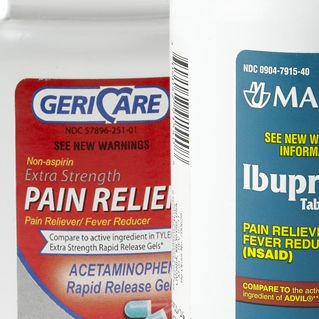 GERICARE
NDC 57896-251-01
SEE NEW WARNINGS
Non-aspirin
Extra Strength
PAIN RELIE
Pain Reliever/ Fever Reducer
Compare to active ingredient in TYLE
Extra Strength Rapid Release Gels*
ACETAMINOPHEN
Rapid Release Gel
NDC 0904-7915-40
MA
SEE NEW W
INFORMA
Ibupr
Tab
PAIN RELIEV
FEVER REDU
(NSAID)
COMPARE TO the acti
ingredient of ADVIL®**